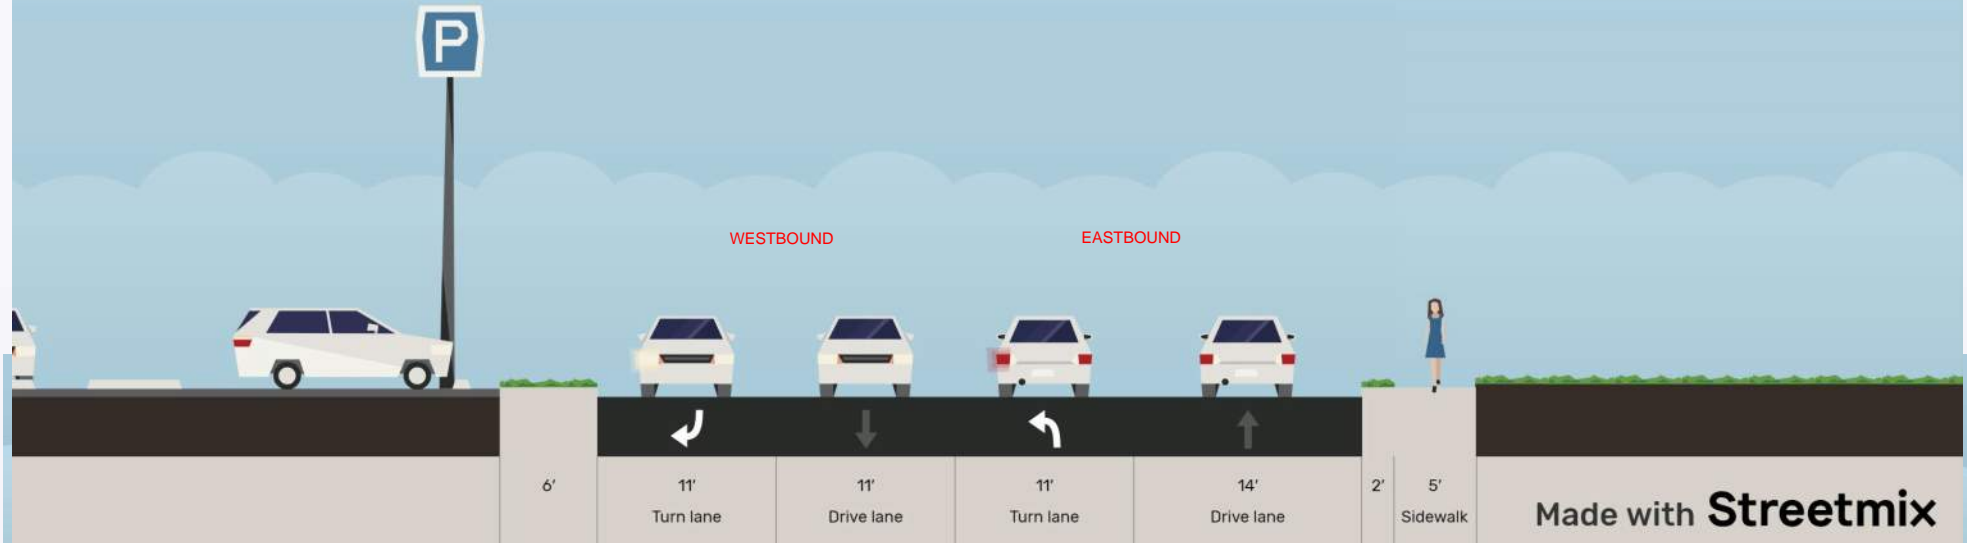 P
WESTBOUND
EASTBOUND
6'
11'
Turn lane
11'
Drive lane
11'
Turn lane
14'
Drive lane
2'
5'
Sidewalk
Made with Streetmix